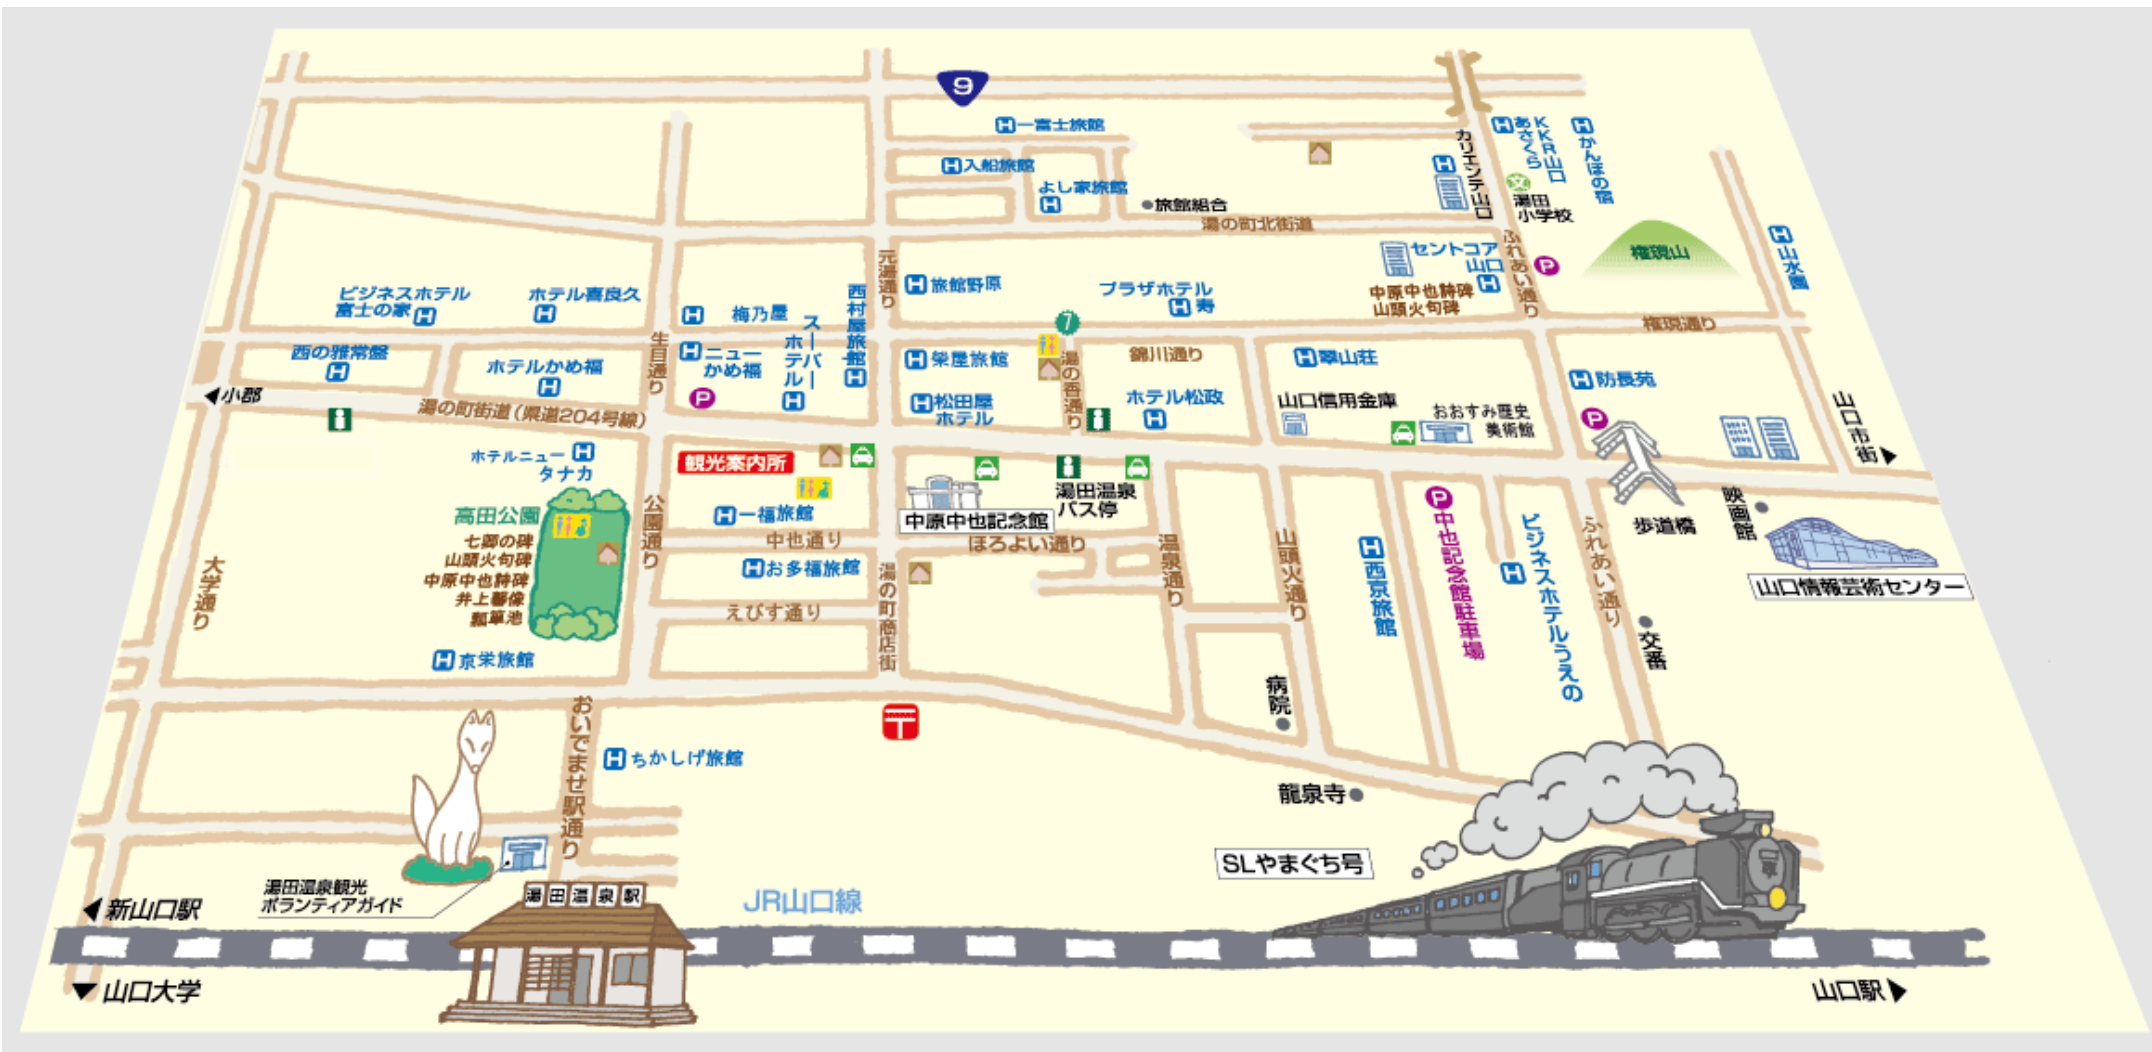 9
一富士旅館
入船旅館
よし家旅館
旅館組合
湯の町北街道
カリエンテ山口
あさくら
KKR山口
かんぽの宿
文
湯田
小学校
権現山
山水園
ふれあい通り
P
セントコア
山口
中原中也詩碑
山頭火句碑
権現通り
元湯通り
旅館野原
プラザホテル
寿
西村屋旅館
ビジネスホテル
富士の家
ホテル喜良久
梅乃屋
スーパー
ホテル
7
西の雅常盤
ホテルかめ福
生目通り
ニュー
かめ福
P
栄屋旅館
湯の香通り
錦川通り
翠山荘
防長苑
小郡
湯の町街道(県道204号線)
松田屋
ホテル
ホテル松政
山口信用金庫
おおすみ歴史
美術館
P
山口市街
ホテルニュー
タナカ
観光案内所
湯田温泉
バス停
中原中也記念館
高田公園
七卿の碑
山頭火句碑
中原中也詩碑
井上馨像
瓢箪池
公園通り
一福旅館
中也通り
ほろよい通り
お多福旅館
えびす通り
湯の町商店街
温泉通り
山頭火通り
西京旅館
P
中也記念館駐車場
ビジネスホテルうえの
ふれあい通り
歩道橋
映画館
山口情報芸術センター
交番
大学通り
京栄旅館
病院
おいでませ駅通り
ちかしげ旅館
龍泉寺
SLやまぐち号
湯田温泉観光
ボランティアガイド
湯田温泉駅
JR山口線
新山口駅
山口大学
山口駅